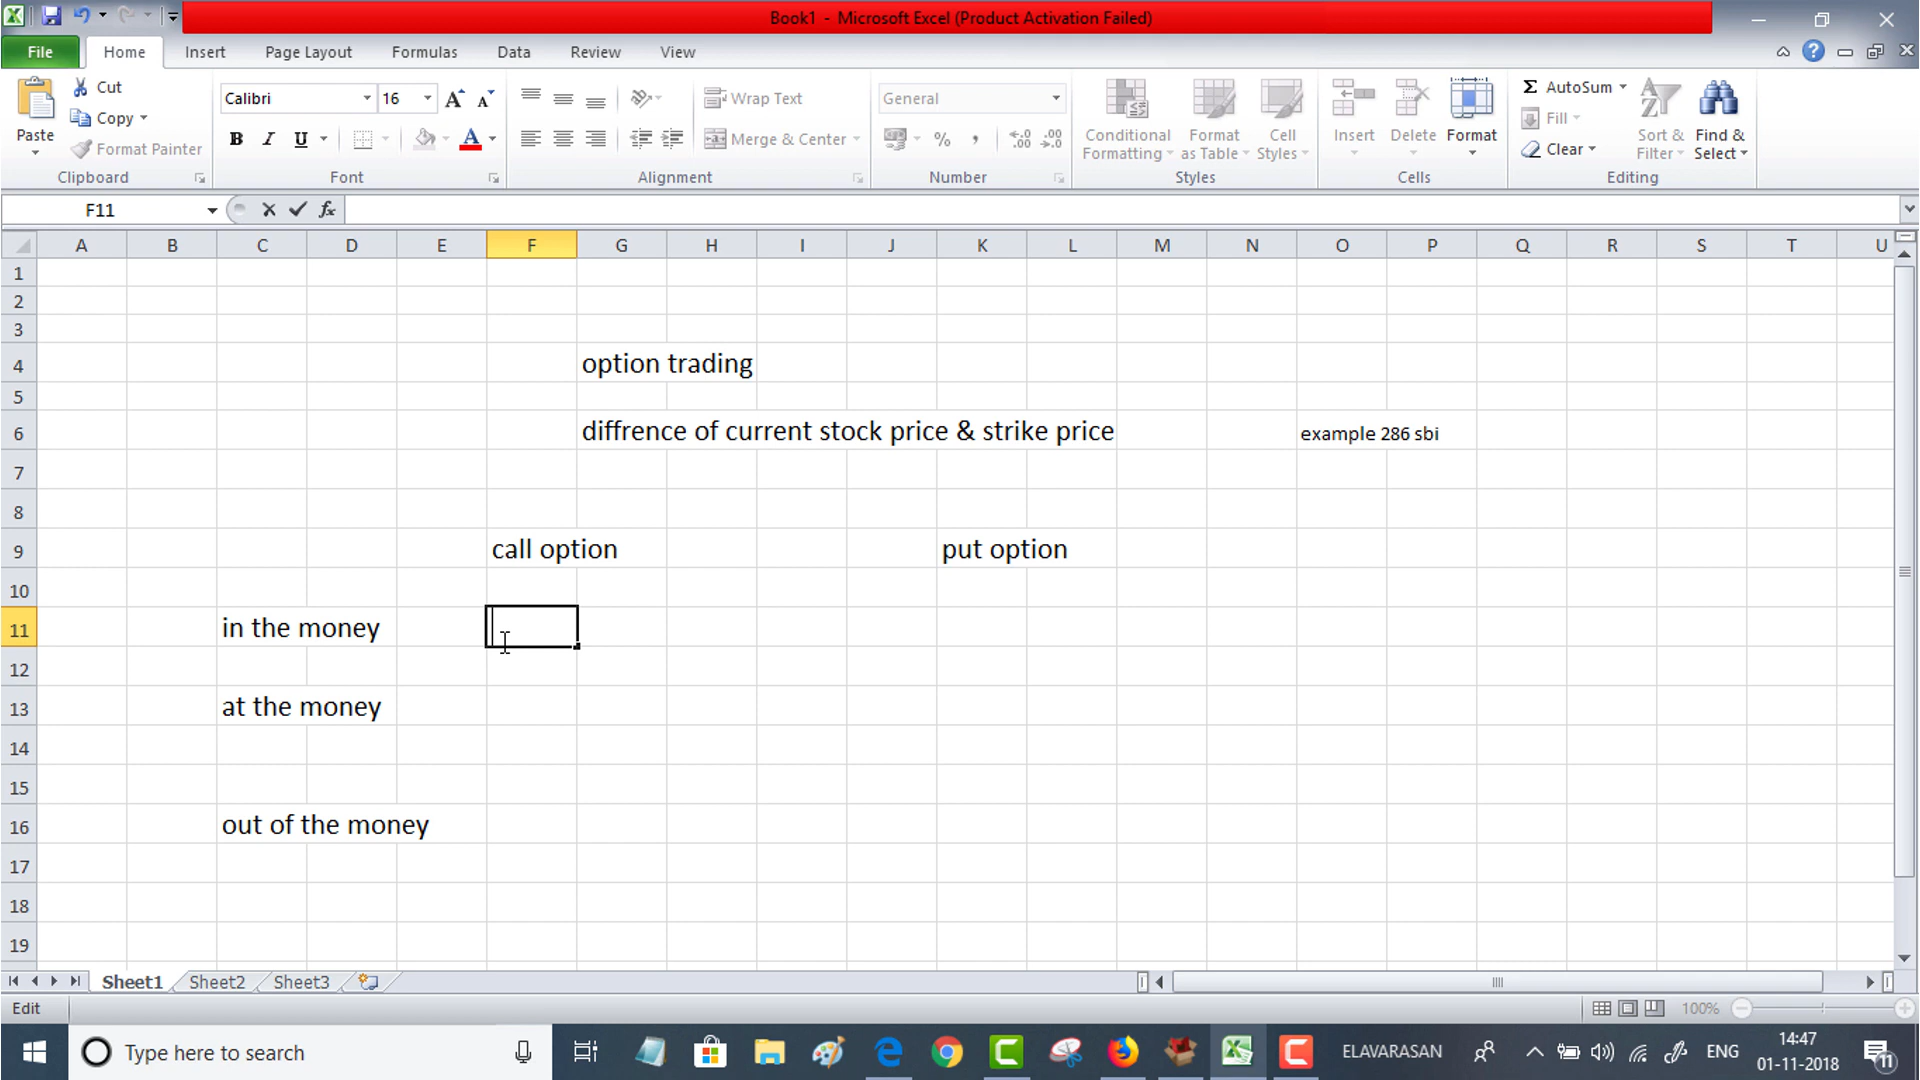 Book1 - Microsoft Excel (Product Activation Failed)
File Home Insert Page Layout Formulas Data Review View
Paste Cut Copy Format Painter
Clipboard
Calibri 16
B I U
Font
Wrap Text
Merge & Center
Alignment
General
%
Number
Conditional Formatting
Format as Table
Cell Styles
Styles
Insert Delete Format
Cells
Σ AutoSum
Fill
Clear
Sort & Filter
Find & Select
Editing
F11 fx
A B C D E F G H I J K L M N O P Q R S T U
1
2
3
4 option trading
5
6 diffrence of current stock price & strike price example 286 sbi
7
8
9 call option put option
10
11 in the money
12
13 at the money
14
15
16 out of the money
17
18
19
Sheet1 Sheet2 Sheet3
Edit 100%
Type here to search ELAVARASAN ENG 14:47
01-11-2018 11